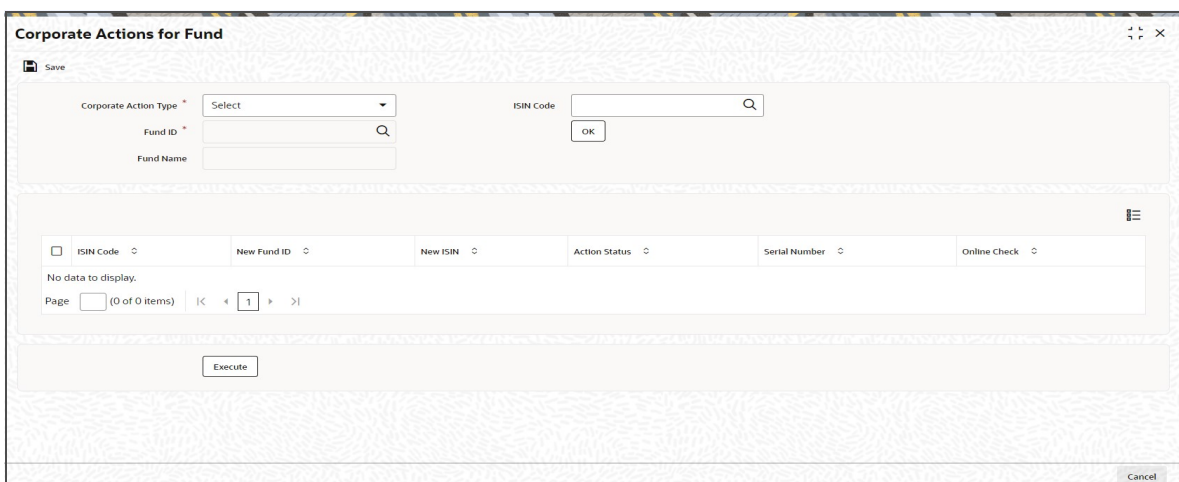 Corporate Actions for Fund
Save
Corporate Action Type * Select ISIN Code
Fund ID * OK
Fund Name
ISIN Code New Fund ID New ISIN Action Status Serial Number Online Check
No data to display.
Page (0 of 0 items) 1
Execute
Cancel